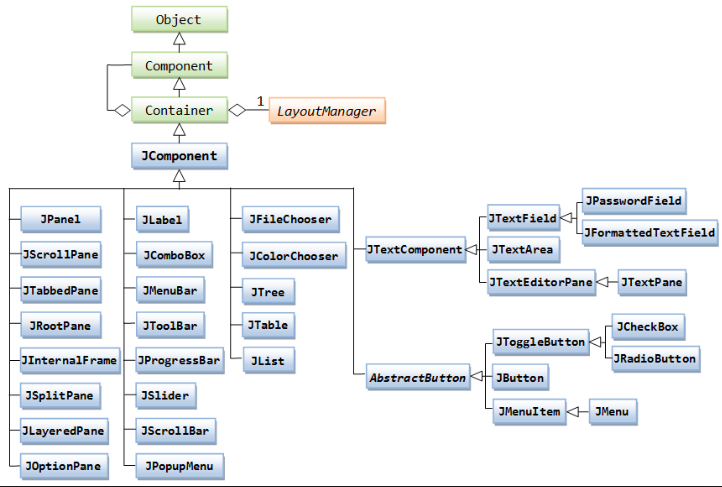 Object
Component
Container
1
LayoutManager
JComponent
JPanel
JScrollPane
JTabbedPane
JRootPane
JInternalFrame
JSplitPane
JLayeredPane
JOptionPane
JLabel
JComboBox
JMenuBar
JToolBar
JProgressBar
JSlider
JScrollBar
JPopupMenu
JFileChooser
JColorChooser
JTree
JTable
JList
JTextComponent
JTextField
JPasswordField
JFormattedTextField
JTextArea
JTextEditorPane
JTextPane
AbstractButton
JToggleButton
JCheckBox
JRadioButton
JButton
JMenuItem
JMenu